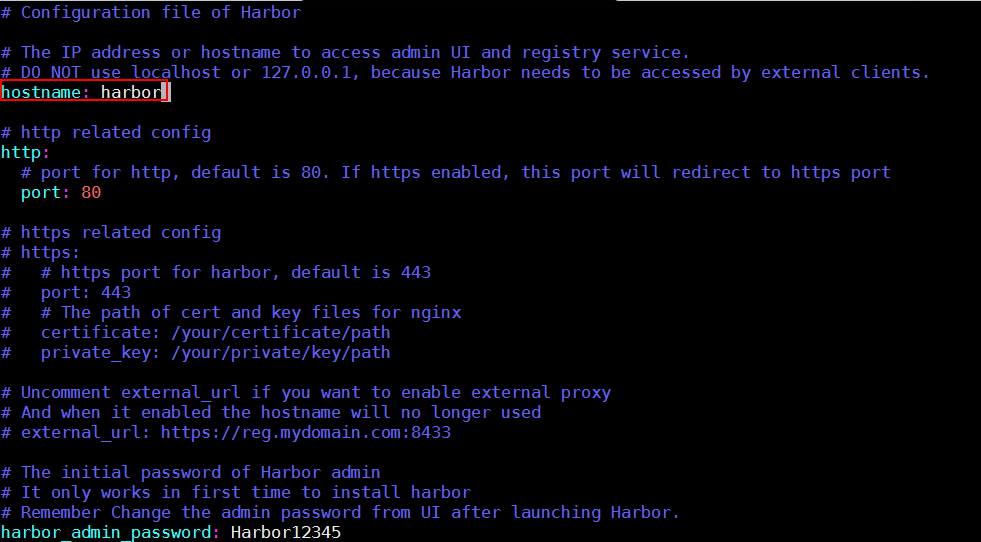 # Configuration file of Harbor
# The IP address or hostname to access admin UI and registry service.
# DO NOT use localhost or 127.0.0.1, because Harbor needs to be accessed by external clients.
hostname: harbor
# http related config
http:
  # port for http, default is 80. If https enabled, this port will redirect to https port
  port: 80
# https related config
# https:
#   # https port for harbor, default is 443
#   port: 443
#   # The path of cert and key files for nginx
#   certificate: /your/certificate/path
#   private_key: /your/private/key/path
# Uncomment external_url if you want to enable external proxy
# And when it enabled the hostname will no longer used
# external_url: https://reg.mydomain.com:8433
# The initial password of Harbor admin
# It only works in first time to install harbor
# Remember Change the admin password from UI after launching Harbor.
harbor_admin_password: Harbor12345